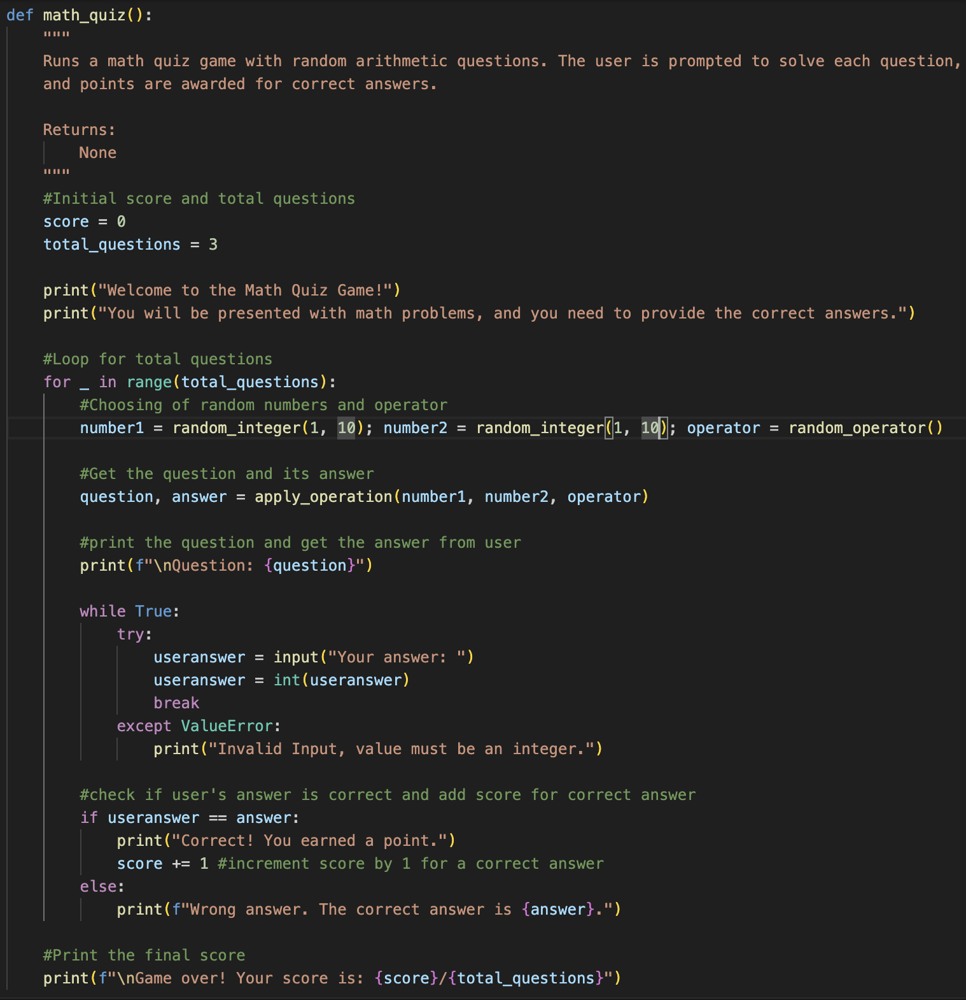 def math_quiz():
    """
    Runs a math quiz game with random arithmetic questions. The user is prompted to solve each question,
    and points are awarded for correct answers.

    Returns:
        None
    """
    #Initial score and total questions
    score = 0
    total_questions = 3

    print("Welcome to the Math Quiz Game!")
    print("You will be presented with math problems, and you need to provide the correct answers.")

    #Loop for total questions
    for _ in range(total_questions):
        #Choosing of random numbers and operator
        number1 = random_integer(1, 10); number2 = random_integer(1, 10); operator = random_operator()

        #Get the question and its answer
        question, answer = apply_operation(number1, number2, operator)

        #print the question and get the answer from user
        print(f"\nQuestion: {question}")

        while True:
            try:
                useranswer = input("Your answer: ")
                useranswer = int(useranswer)
                break
            except ValueError:
                print("Invalid Input, value must be an integer.")

        #check if user's answer is correct and add score for correct answer
        if useranswer == answer:
            print("Correct! You earned a point.")
            score += 1 #increment score by 1 for a correct answer
        else:
            print(f"Wrong answer. The correct answer is {answer}.")

    #Print the final score
    print(f"\nGame over! Your score is: {score}/{total_questions}")